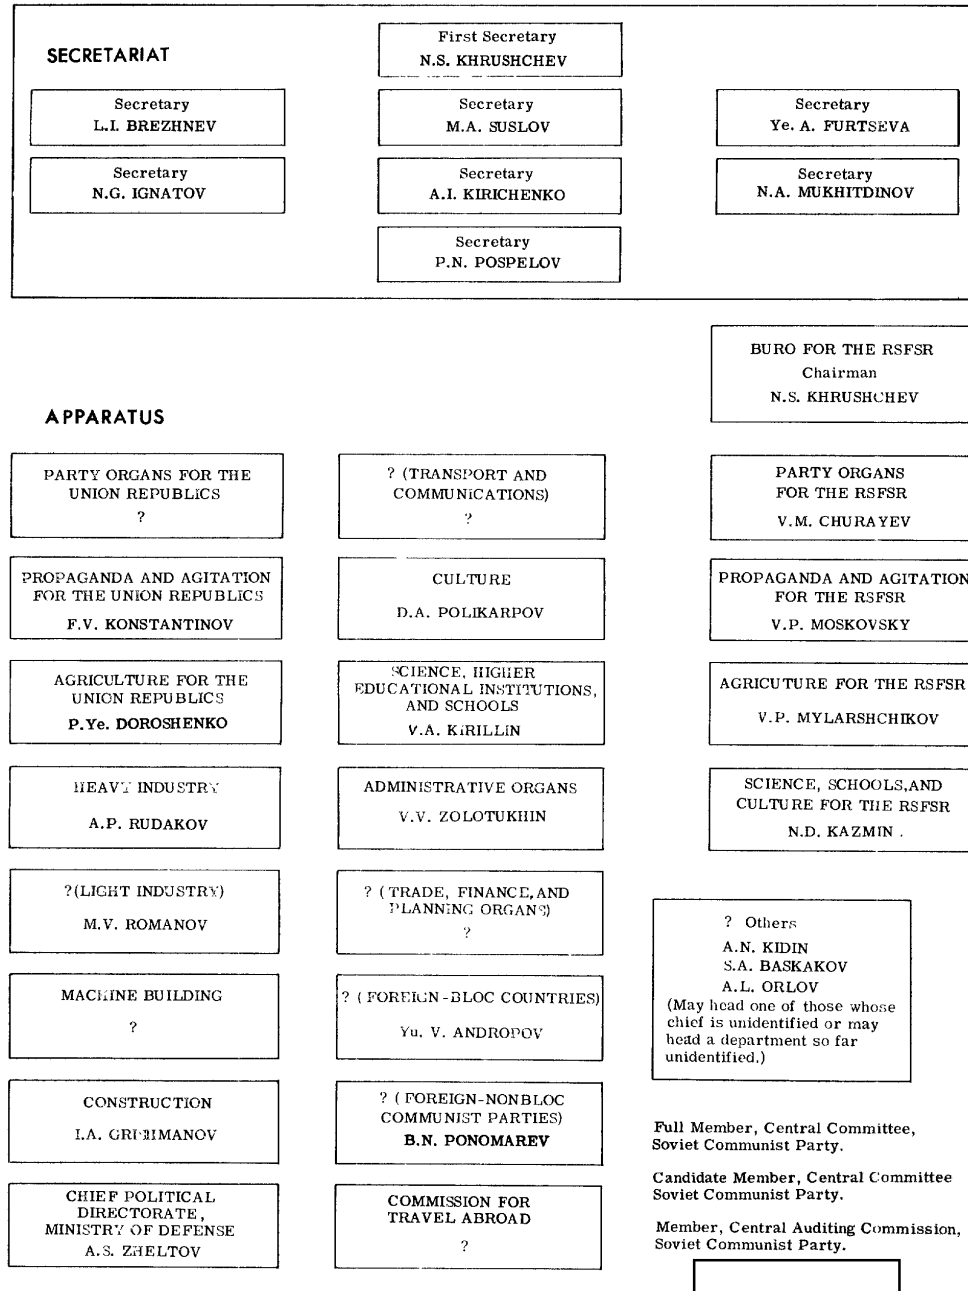 SECRETARIAT
First Secretary
N.S. KHRUSHCHEV
Secretary
L.I. BREZHNEV
Secretary
M.A. SUSLOV
Secretary
Ye. A. FURTSEVA
Secretary
N.G. IGNATOV
Secretary
A.I. KIRICHENKO
Secretary
N.A. MUKHITDINOV
Secretary
P.N. POSPELOV
BURO FOR THE RSFSR
Chairman
N.S. KHRUSHCHEV
APPARATUS
PARTY ORGANS FOR THE
UNION REPUBLICS
?
? (TRANSPORT AND
COMMUNICATIONS)
?
PARTY ORGANS
FOR THE RSFSR
V.M. CHURAYEV
PROPAGANDA AND AGITATION
FOR THE UNION REPUBLICS
F.V. KONSTANTINOV
CULTURE
D.A. POLIKARPOV
PROPAGANDA AND AGITATION
FOR THE RSFSR
V.P. MOSKOVSKY
AGRICULTURE FOR THE
UNION REPUBLICS
P.Ye. DOROSHENKO
SCIENCE, HIGHER
EDUCATIONAL INSTITUTIONS,
AND SCHOOLS
V.A. KIRILLIN
AGRICUTURE FOR THE RSFSR
V.P. MYLARSHCHIKOV
HEAVY INDUSTRY
A.P. RUDAKOV
ADMINISTRATIVE ORGANS
V.V. ZOLOTUKHIN
SCIENCE, SCHOOLS,AND
CULTURE FOR THE RSFSR
N.D. KAZMIN .
?(LIGHT INDUSTRY)
M.V. ROMANOV
? ( TRADE, FINANCE,AND
PLANNING ORGANS)
?
? Others
A.N. KIDIN
S.A. BASKAKOV
A.L. ORLOV
(May head one of those whose
chief is unidentified or may
head a department so far
unidentified.)
MACHINE BUILDING
?
? ( FOREIGN-BLOC COUNTRIES)
Yu. V. ANDROPOV
CONSTRUCTION
I.A. GRISHMANOV
? ( FOREIGN-NONBLOC
COMMUNIST PARTIES)
B.N. PONOMAREV
CHIEF POLITICAL
DIRECTORATE,
MINISTRY OF DEFENSE
A.S. ZHELTOV
COMMISSION FOR
TRAVEL ABROAD
?
Full Member, Central Committee,
Soviet Communist Party.
Candidate Member, Central Committee
Soviet Communist Party.
Member, Central Auditing Commission,
Soviet Communist Party.